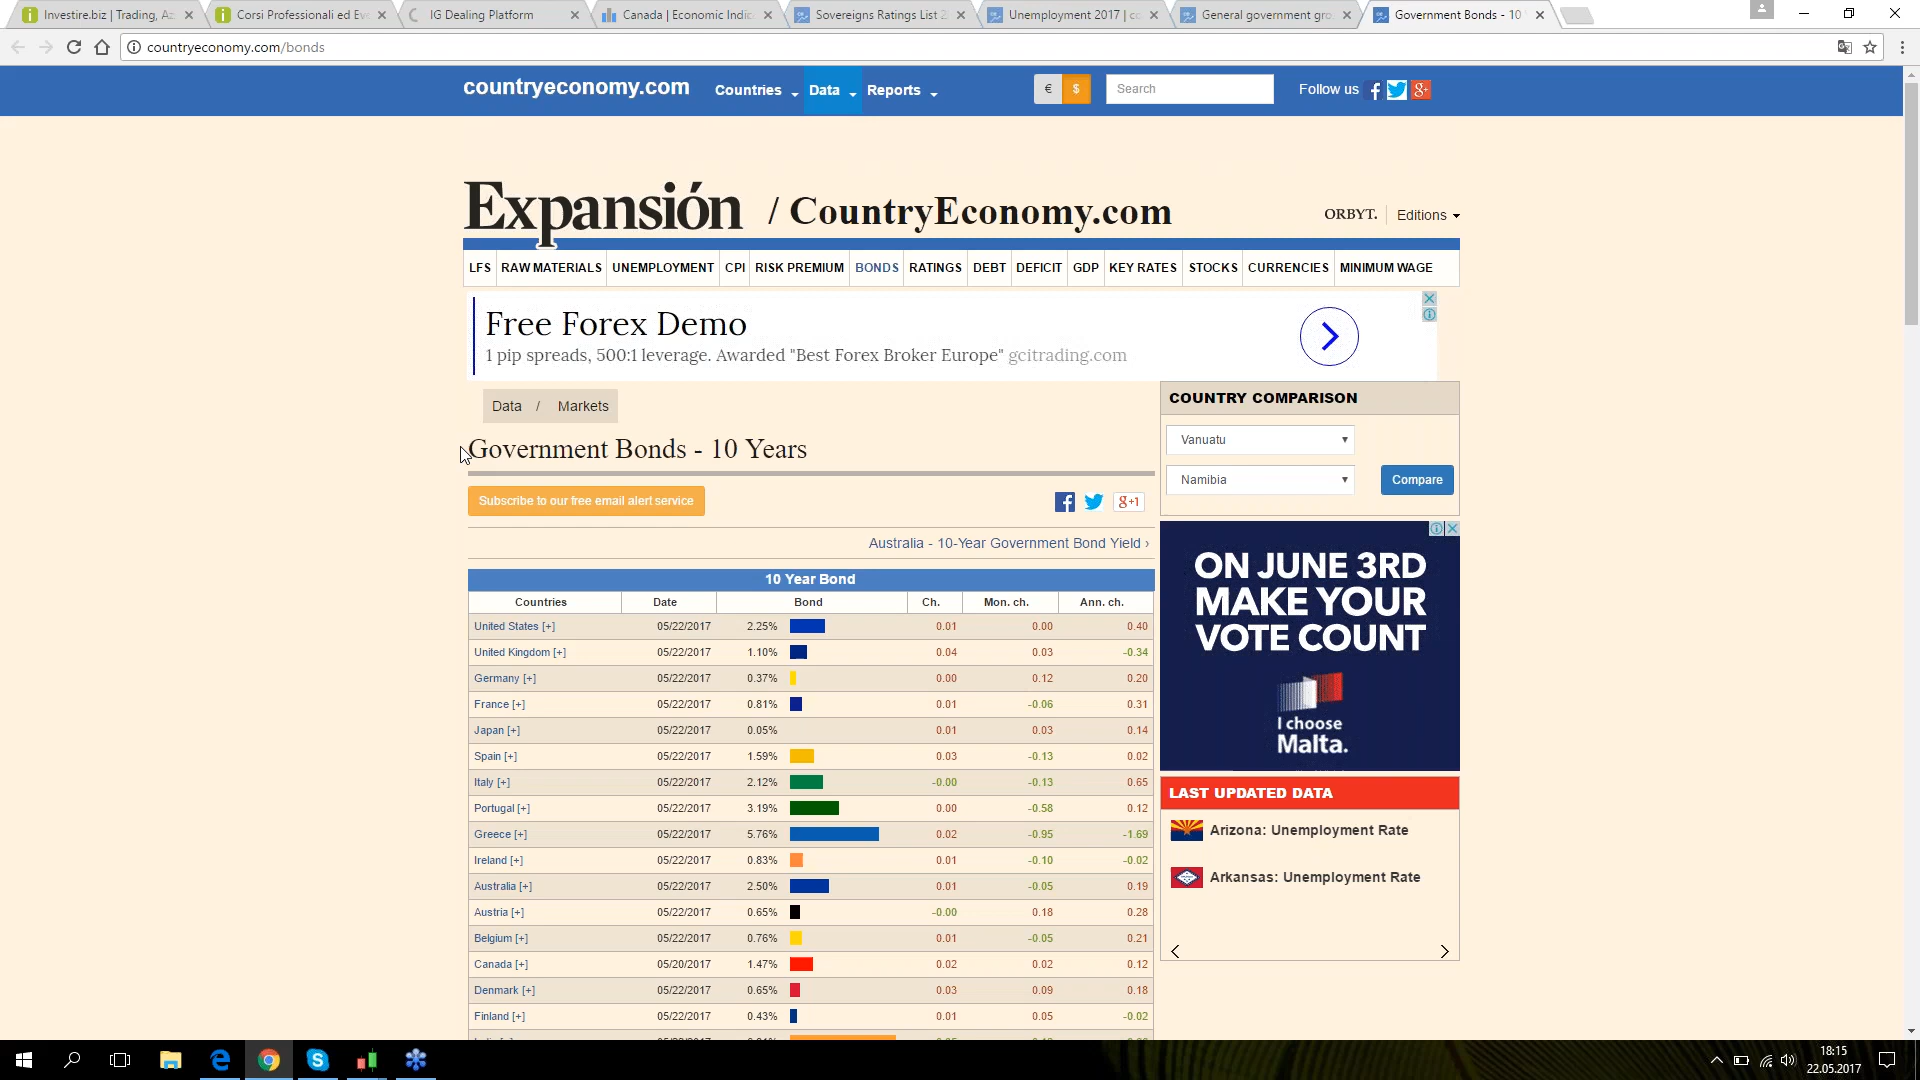 Investire.biz | Trading, Az
Corsi Professionali ed Eve
IG Dealing Platform
Canada | Economic Indic
Sovereigns Ratings List 2
Unemployment 2017 | co
General government gro
Government Bonds - 10
countryeconomy.com/bonds
countryeconomy.com Countries Data Reports € $ Search Follow us
Expansión / CountryEconomy.com
ORBYT. Editions
LFS RAW MATERIALS UNEMPLOYMENT CPI RISK PREMIUM BONDS RATINGS DEBT DEFICIT GDP KEY RATES STOCKS CURRENCIES MINIMUM WAGE
Free Forex Demo
1 pip spreads, 500:1 leverage. Awarded "Best Forex Broker Europe" gcitrading.com
Data / Markets
Government Bonds - 10 Years
Subscribe to our free email alert service
g+1
Australia - 10-Year Government Bond Yield ›
10 Year Bond
Countries Date Bond Ch. Mon. ch. Ann. ch.
United States [+] 05/22/2017 2.25% 0.01 0.00 0.40
United Kingdom [+] 05/22/2017 1.10% 0.04 0.03 -0.34
Germany [+] 05/22/2017 0.37% 0.00 0.12 0.20
France [+] 05/22/2017 0.81% 0.01 -0.06 0.31
Japan [+] 05/22/2017 0.05% 0.01 0.03 0.14
Spain [+] 05/22/2017 1.59% 0.03 -0.13 0.02
Italy [+] 05/22/2017 2.12% -0.00 -0.13 0.65
Portugal [+] 05/22/2017 3.19% 0.00 -0.58 0.12
Greece [+] 05/22/2017 5.76% 0.02 -0.95 -1.69
Ireland [+] 05/22/2017 0.83% 0.01 -0.10 -0.02
Australia [+] 05/22/2017 2.50% 0.01 -0.05 0.19
Austria [+] 05/22/2017 0.65% -0.00 0.18 0.28
Belgium [+] 05/22/2017 0.76% 0.01 -0.05 0.21
Canada [+] 05/20/2017 1.47% 0.02 0.02 0.12
Denmark [+] 05/22/2017 0.65% 0.03 0.09 0.18
Finland [+] 05/22/2017 0.43% 0.01 0.05 -0.02
COUNTRY COMPARISON
Vanuatu
Namibia
Compare
ON JUNE 3RD
MAKE YOUR
VOTE COUNT
I choose
Malta.
LAST UPDATED DATA
Arizona: Unemployment Rate
Arkansas: Unemployment Rate
18:15
22.05.2017